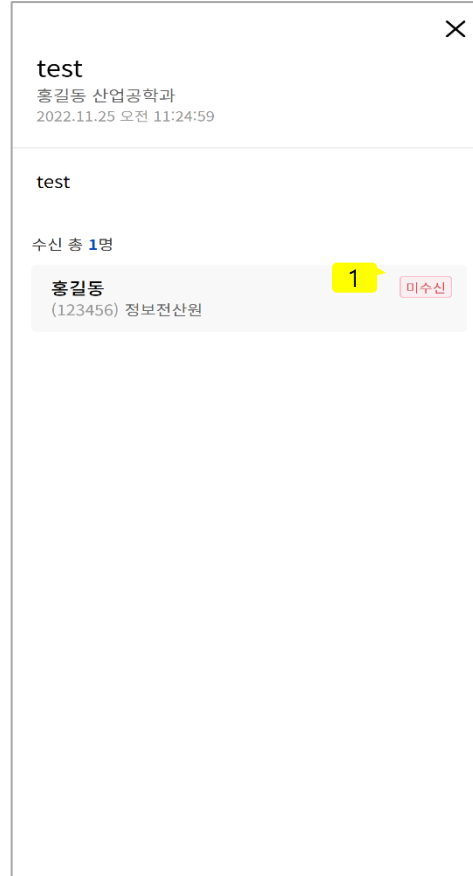 test
홍길동 산업공학과
2022.11.25 오전 11:24:59
test
수신 총 1명
홍길동
1
미수신
(123456) 정보전산원